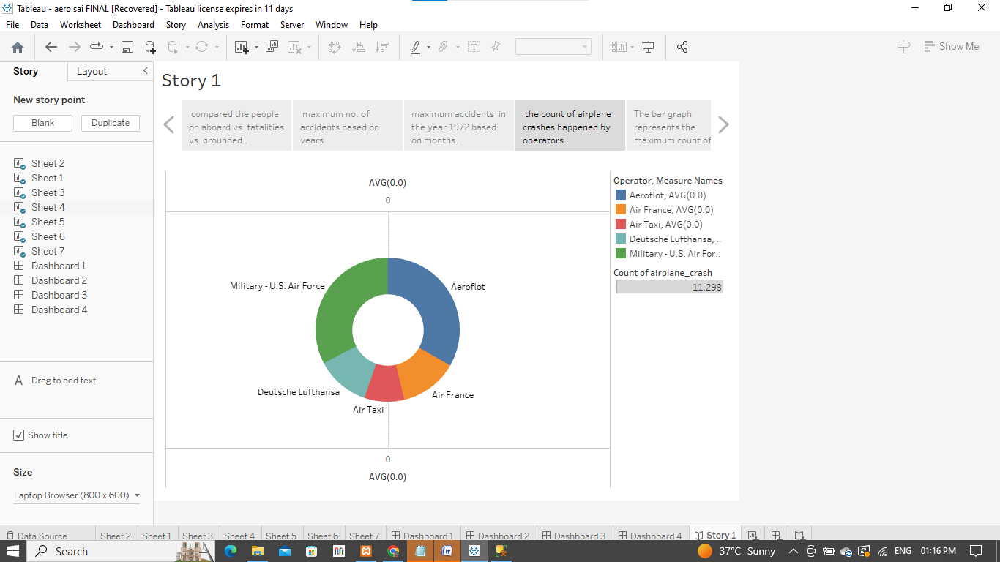 Tableau - aero sai FINAL [Recovered] - Tableau license expires in 11 days
File Data Worksheet Dashboard Story Analysis Format Server Window Help
Show Me
Story Layout
New story point
Blank Duplicate
Sheet 2
Sheet 1
Sheet 3
Sheet 4
Sheet 5
Sheet 6
Sheet 7
Dashboard 1
Dashboard 2
Dashboard 3
Dashboard 4
A Drag to add text
Show title
Size
Laptop Browser (800 x 600)
Story 1
compared the people
on aboard vs fatalities
vs grounded .
maximum no. of
accidents based on
years
maximum accidents in
the year 1972 based
on months.
the count of airplane
crashes happened by
operators.
The bar graph
represents the
maximum count of
AVG(0.0)
0
Military - U.S. Air Force
Aeroflot
Deutsche Lufthansa
Air France
Air Taxi
0
AVG(0.0)
Operator, Measure Names
Aeroflot, AVG(0.0)
Air France, AVG(0.0)
Air Taxi, AVG(0.0)
Deutsche Lufthansa, ..
Military - U.S. Air For..
Count of airplane_crash
11,298
Data Source Sheet 2 Sheet 1 Sheet 3 Sheet 4 Sheet 5 Sheet 6 Sheet 7 Dashboard 1 Dashboard 2 Dashboard 3 Dashboard 4 Story 1
Search
37°C Sunny ENG 01:16 PM